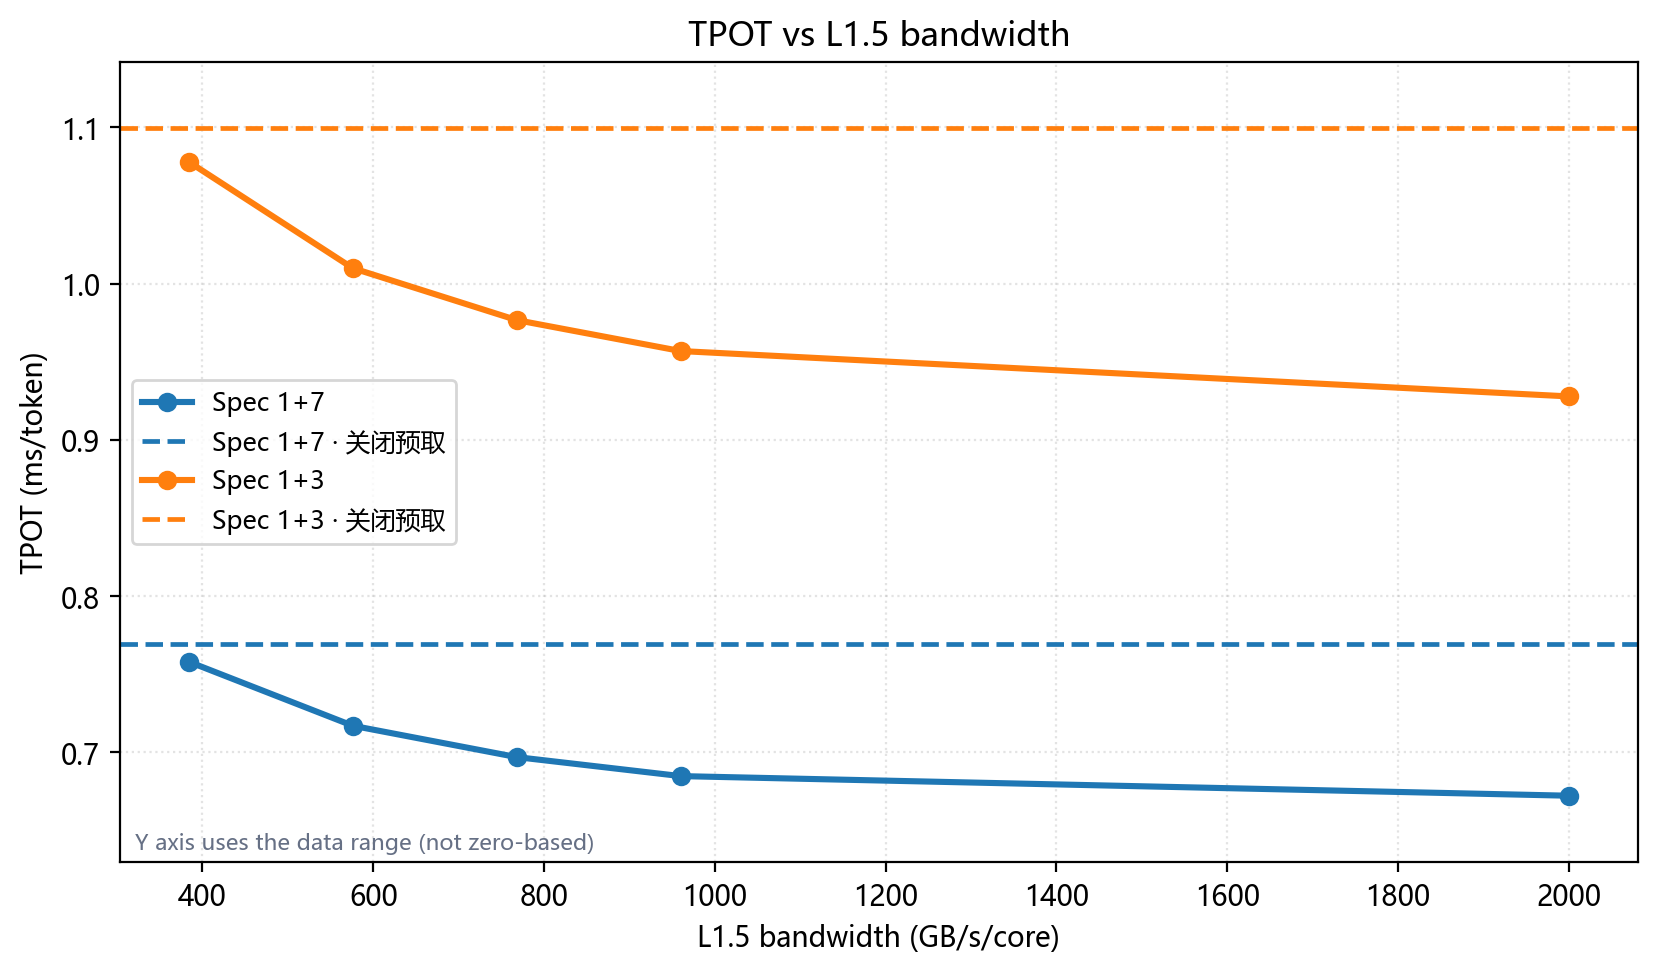 TPOT vs L1.5 bandwidth
1.1
1.0
0.9
0.8
0.7
TPOT (ms/token)
Spec 1+7
Spec 1+7 · 关闭预取
Spec 1+3
Spec 1+3 · 关闭预取
Y axis uses the data range (not zero-based)
400 600 800 1000 1200 1400 1600 1800 2000
L1.5 bandwidth (GB/s/core)